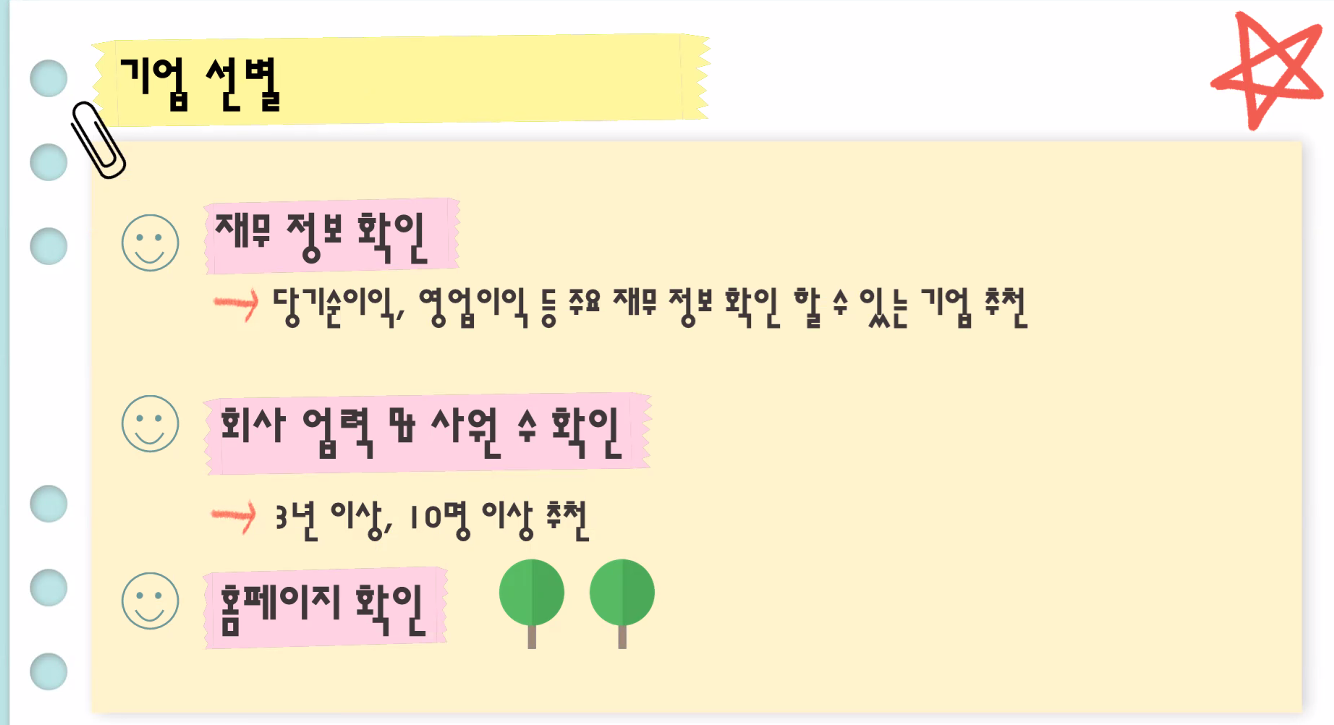 기업 선별
재무 정보 확인
당기순이익, 영업이익 등 주요 재무 정보 확인 할 수 있는 기업 추천
회사 업력 및 사원 수 확인
3년 이상, 10명 이상 추천
홈페이지 확인